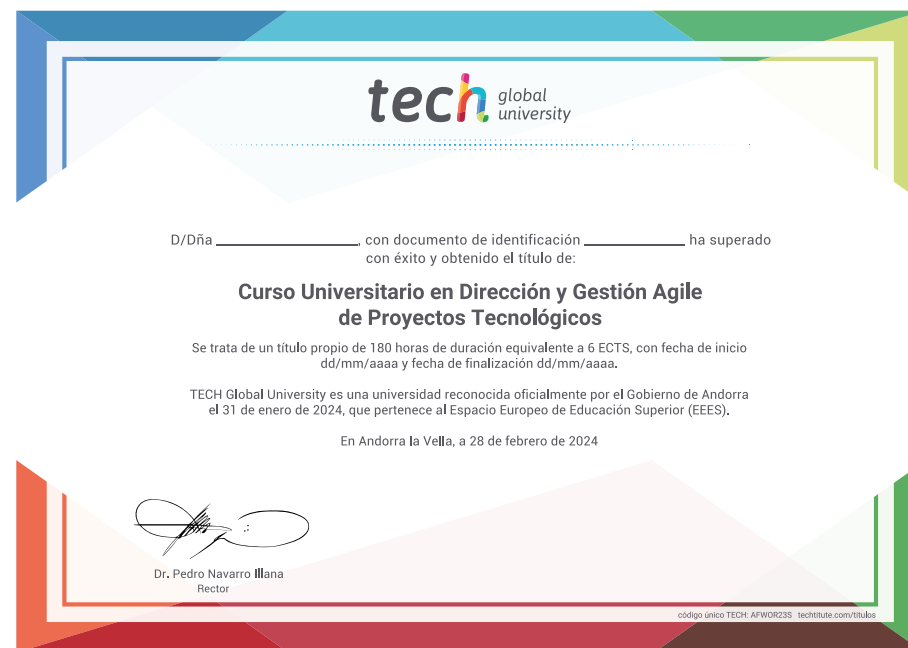 tech global university
D/Dña ____________________, con documento de identificación ______________ ha superado
con éxito y obtenido el título de:
Curso Universitario en Dirección y Gestión Agile
de Proyectos Tecnológicos
Se trata de un título propio de 180 horas de duración equivalente a 6 ECTS, con fecha de inicio
dd/mm/aaaa y fecha de finalización dd/mm/aaaa.
TECH Global University es una universidad reconocida oficialmente por el Gobierno de Andorra
el 31 de enero de 2024, que pertenece al Espacio Europeo de Educación Superior (EEES).
En Andorra la Vella, a 28 de febrero de 2024
Dr. Pedro Navarro Illana
Rector
código único TECH: AFWOR23S techtitute.com/titulos